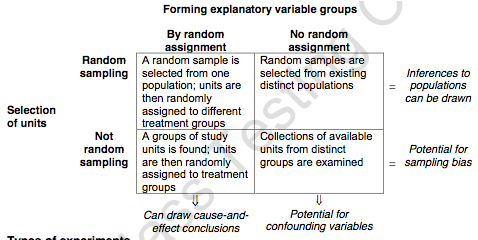 Forming explanatory variable groups
By random
assignment
No random
assignment
Random
sampling
A random sample is
selected from one
population; units are
then randomly
assigned to different
treatment groups
Random samples are
selected from existing
distinct populations
= Inferences to
populations
can be drawn
Selection
of units
Not
random
sampling
A groups of study
units is found; units
are then randomly
assigned to treatment
groups
Collections of available
units from distinct
groups are examined
= Potential for
sampling bias
⇓ ⇓
Can draw cause-and-
effect conclusions
Potential for
confounding variables
Types of experiments